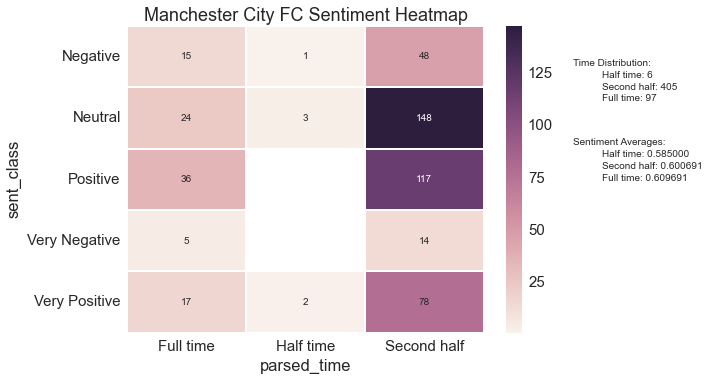 Manchester City FC Sentiment Heatmap
sent_class
Negative 15 1 48
Neutral 24 3 148
Positive 36 117
Very Negative 5 14
Very Positive 17 2 78
Full time Half time Second half
parsed_time
125
100
75
50
25
Time Distribution:
Half time: 6
Second half: 405
Full time: 97
Sentiment Averages:
Half time: 0.585000
Second half: 0.600691
Full time: 0.609691